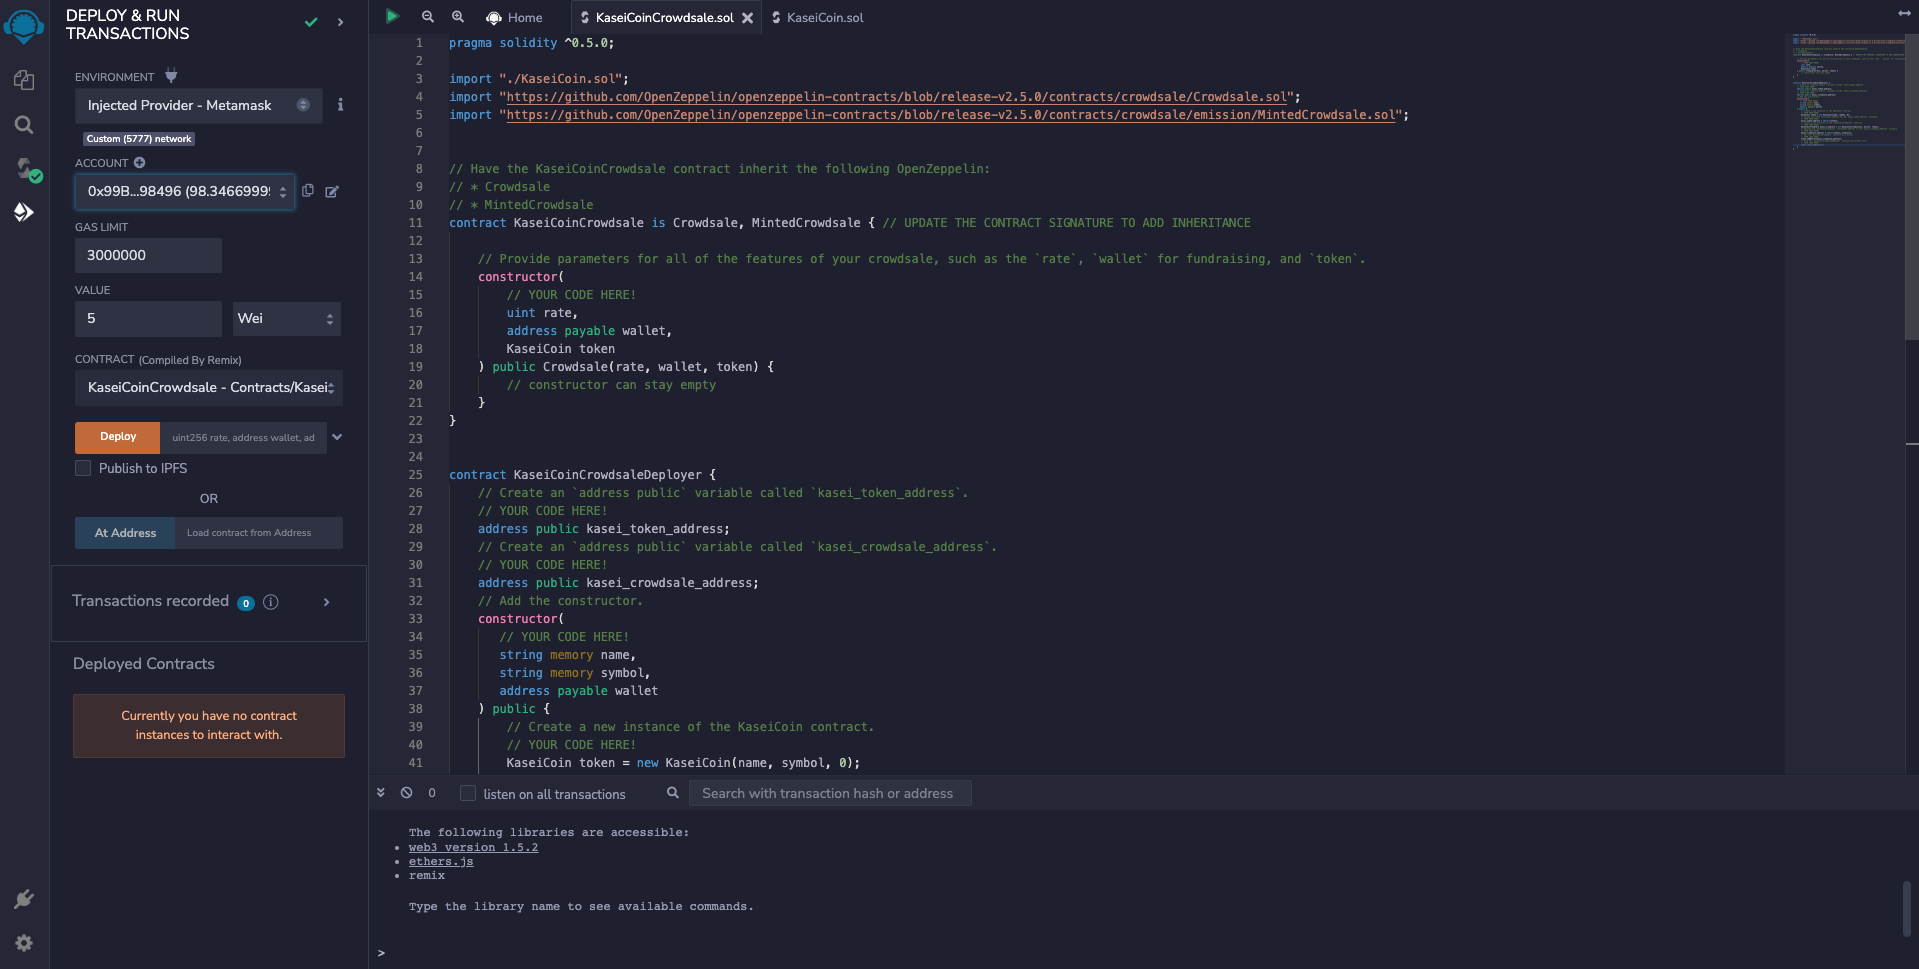 DEPLOY & RUN
TRANSACTIONS
ENVIRONMENT
Injected Provider - Metamask
Custom (5777) network
ACCOUNT
0x99B...98496 (98.34669999
GAS LIMIT
3000000
VALUE
5
Wei
CONTRACT (Compiled By Remix)
KaseiCoinCrowdsale - Contracts/Kasei
Deploy
uint256 rate, address wallet, ad
Publish to IPFS
OR
At Address
Load contract from Address
Transactions recorded 0
Deployed Contracts
Currently you have no contract
instances to interact with.
Home
KaseiCoinCrowdsale.sol
KaseiCoin.sol
1 pragma solidity ^0.5.0;
2
3 import "./KaseiCoin.sol";
4 import "https://github.com/OpenZeppelin/openzeppelin-contracts/blob/release-v2.5.0/contracts/crowdsale/Crowdsale.sol";
5 import "https://github.com/OpenZeppelin/openzeppelin-contracts/blob/release-v2.5.0/contracts/crowdsale/emission/MintedCrowdsale.sol";
6
7
8 // Have the KaseiCoinCrowdsale contract inherit the following OpenZeppelin:
9 // * Crowdsale
10 // * MintedCrowdsale
11 contract KaseiCoinCrowdsale is Crowdsale, MintedCrowdsale { // UPDATE THE CONTRACT SIGNATURE TO ADD INHERITANCE
12
13 // Provide parameters for all of the features of your crowdsale, such as the `rate`, `wallet` for fundraising, and `token`.
14 constructor(
15 // YOUR CODE HERE!
16 uint rate,
17 address payable wallet,
18 KaseiCoin token
19 ) public Crowdsale(rate, wallet, token) {
20 // constructor can stay empty
21 }
22 }
23
24
25 contract KaseiCoinCrowdsaleDeployer {
26 // Create an `address public` variable called `kasei_token_address`.
27 // YOUR CODE HERE!
28 address public kasei_token_address;
29 // Create an `address public` variable called `kasei_crowdsale_address`.
30 // YOUR CODE HERE!
31 address public kasei_crowdsale_address;
32 // Add the constructor.
33 constructor(
34 // YOUR CODE HERE!
35 string memory name,
36 string memory symbol,
37 address payable wallet
38 ) public {
39 // Create a new instance of the KaseiCoin contract.
40 // YOUR CODE HERE!
41 KaseiCoin token = new KaseiCoin(name, symbol, 0);
0
listen on all transactions
Search with transaction hash or address
The following libraries are accessible:
• web3 version 1.5.2
• ethers.js
• remix
Type the library name to see available commands.
>